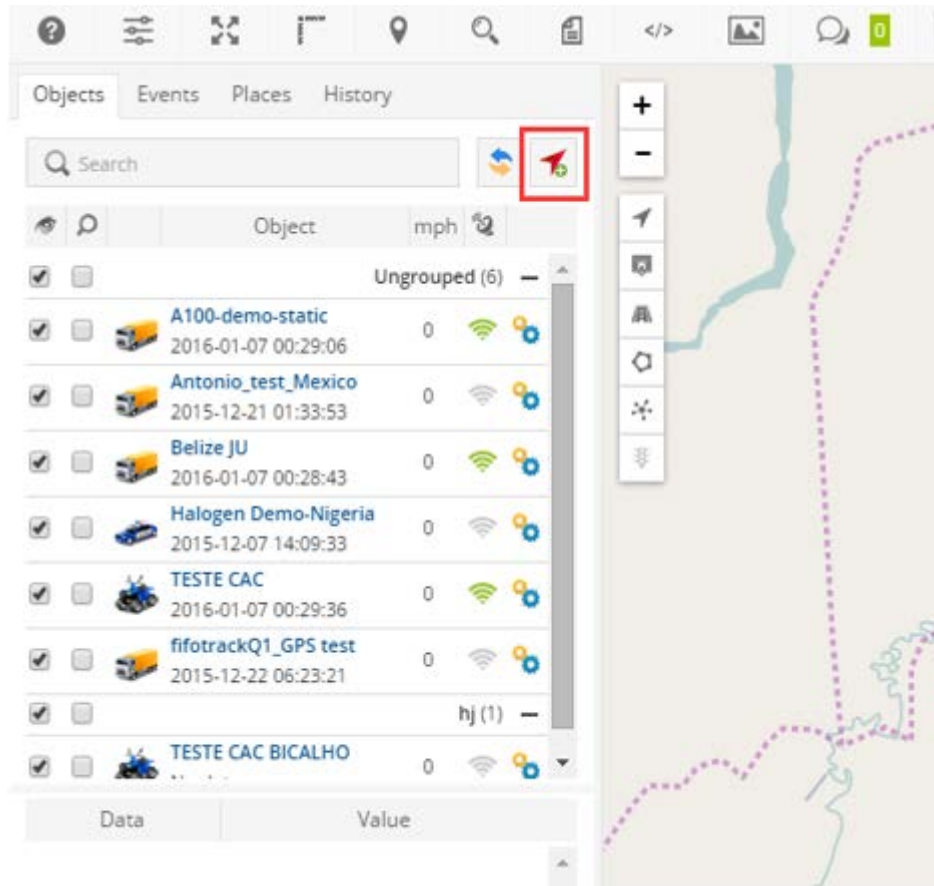 </> 0
Objects Events Places History
Search
Object mph
Ungrouped (6)
A100-demo-static
2016-01-07 00:29:06 0
Antonio_test_Mexico
2015-12-21 01:33:53 0
Belize JU
2016-01-07 00:28:43 0
Halogen Demo-Nigeria
2015-12-07 14:09:33 0
TESTE CAC
2016-01-07 00:29:36 0
fifotrackQ1_GPS test
2015-12-22 06:23:21 0
hj (1)
TESTE CAC BICALHO
0
Data Value